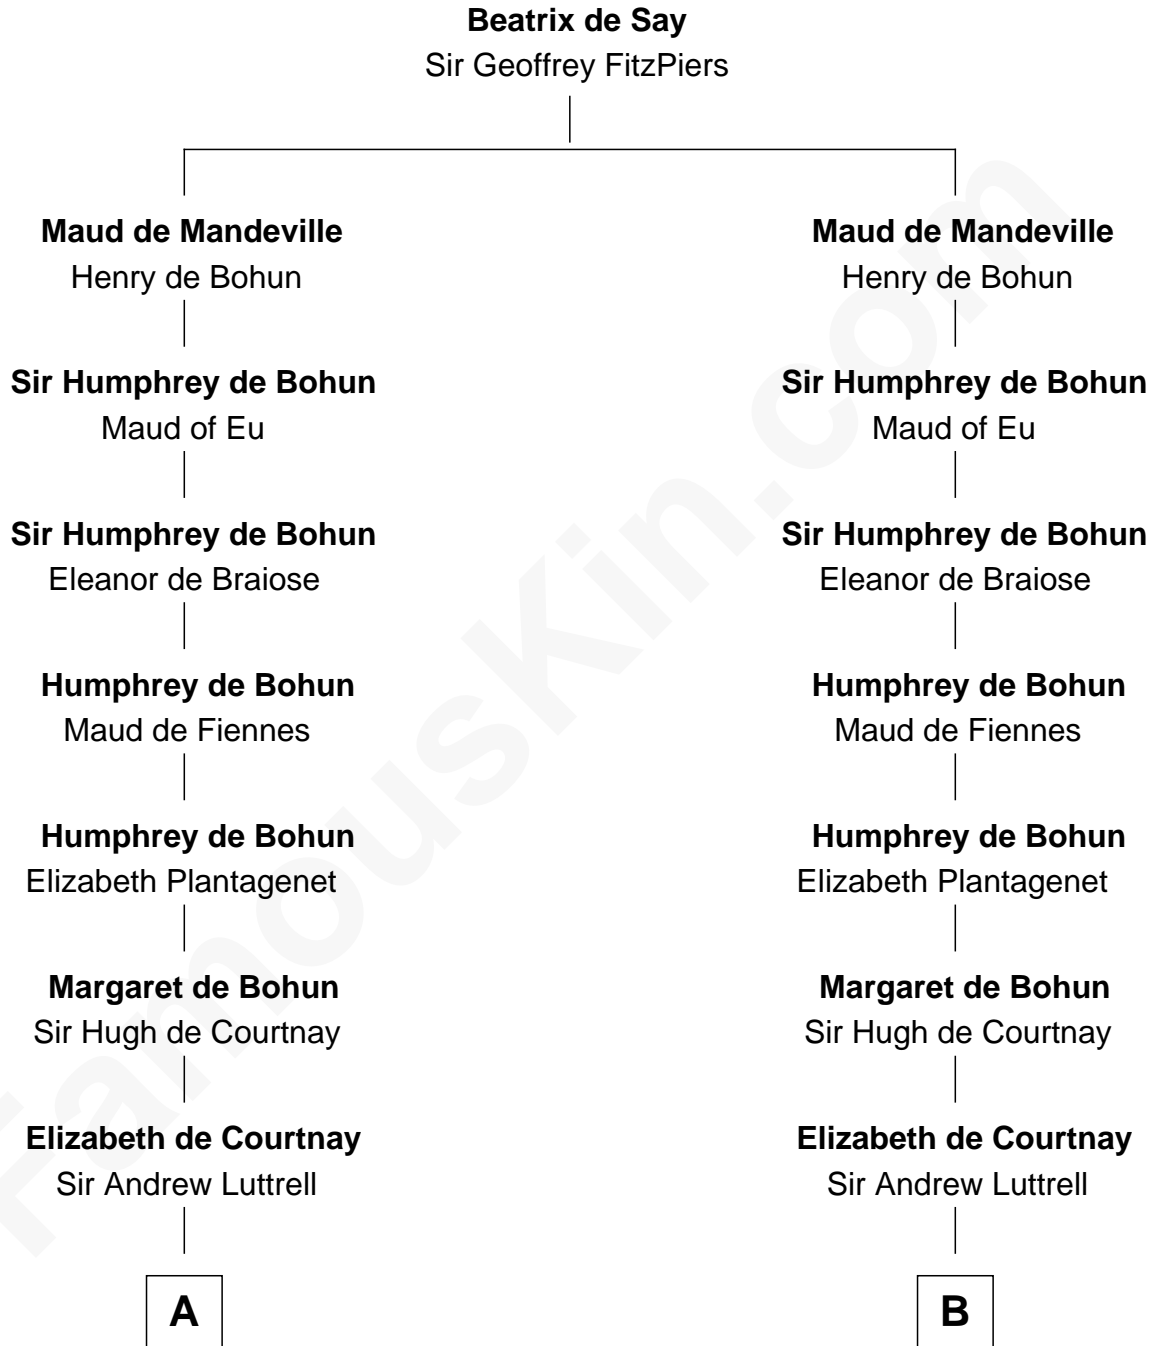 Beatrix de Say
Sir Geoffrey FitzPiers
Maud de Mandeville
Henry de Bohun
Sir Humphrey de Bohun
Maud of Eu
Sir Humphrey de Bohun
Eleanor de Braiose
Humphrey de Bohun
Maud de Fiennes
Humphrey de Bohun
Elizabeth Plantagenet
Margaret de Bohun
Sir Hugh de Courtnay
Elizabeth de Courtnay
Sir Andrew Luttrell
A
Maud de Mandeville
Henry de Bohun
Sir Humphrey de Bohun
Maud of Eu
Sir Humphrey de Bohun
Eleanor de Braiose
Humphrey de Bohun
Maud de Fiennes
Humphrey de Bohun
Elizabeth Plantagenet
Margaret de Bohun
Sir Hugh de Courtnay
Elizabeth de Courtnay
Sir Andrew Luttrell
B
FamousKin.com